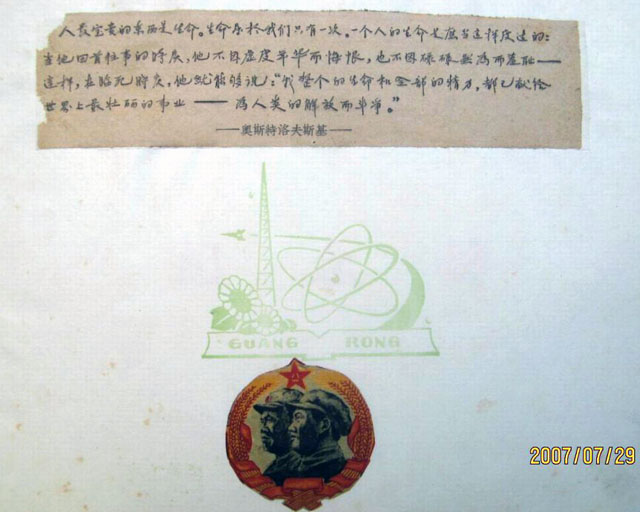 人最宝贵的东西是生命。生命属于我们只有一次。一个人的生命是应当这样度过的：
当他回首往事的时候，他不因虚度年华而悔恨，也不因碌碌无为而羞耻——
这样，在临死时候，他就能够说：“我整个的生命和全部的精力，都已献给
世界上最壮丽的事业——为人类的解放而斗争。”
——奥斯特洛夫斯基——
GUANG RONG
2007/07/29